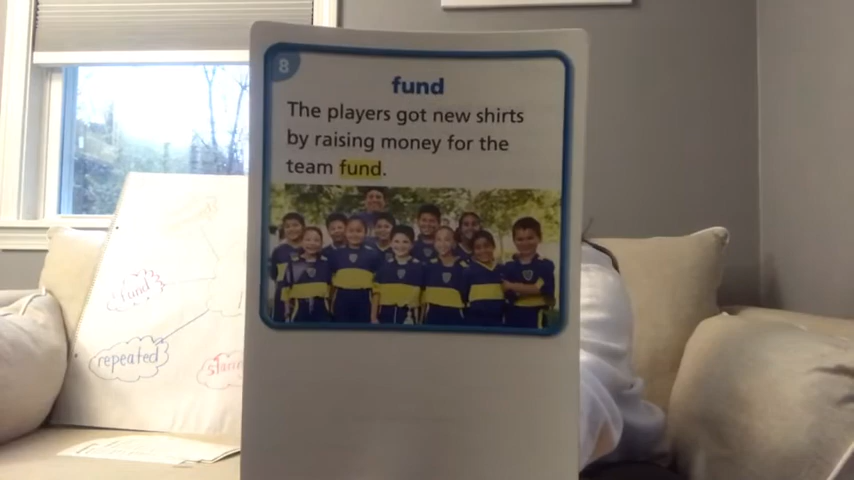 8
fund
The players got new shirts
by raising money for the
team fund.
fund
repeated